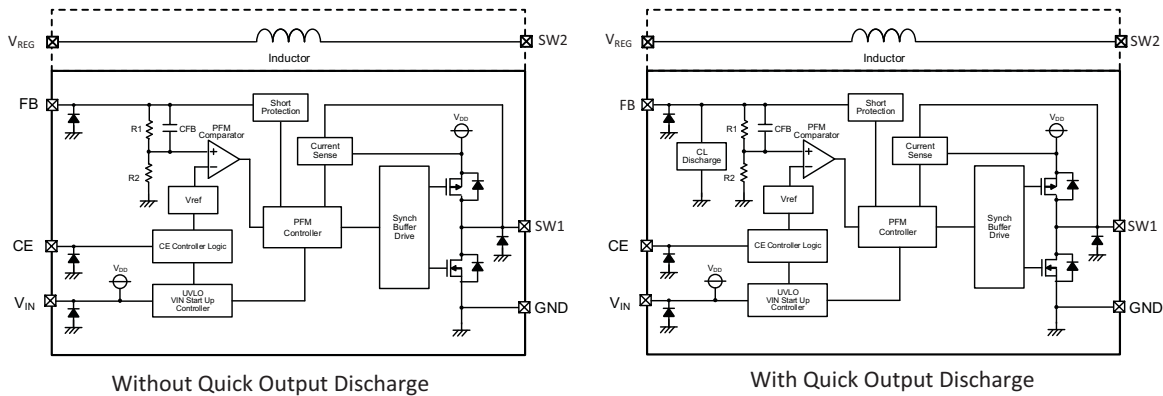 VREG
SW2
Inductor
FB
R1
CFB
PFM
Comparator
Short
Protection
VDD
Current
Sense
R2
+
−
Vref
PFM
Controller
Synch
Buffer
Drive
SW1
CE
CE Controller Logic
VDD
VIN
UVLO
VIN Start Up
Controller
GND
Without Quick Output Discharge
VREG
SW2
Inductor
FB
R1
CFB
PFM
Comparator
Short
Protection
VDD
CL
Discharge
Current
Sense
R2
+
−
Vref
PFM
Controller
Synch
Buffer
Drive
SW1
CE
CE Controller Logic
VDD
VIN
UVLO
VIN Start Up
Controller
GND
With Quick Output Discharge